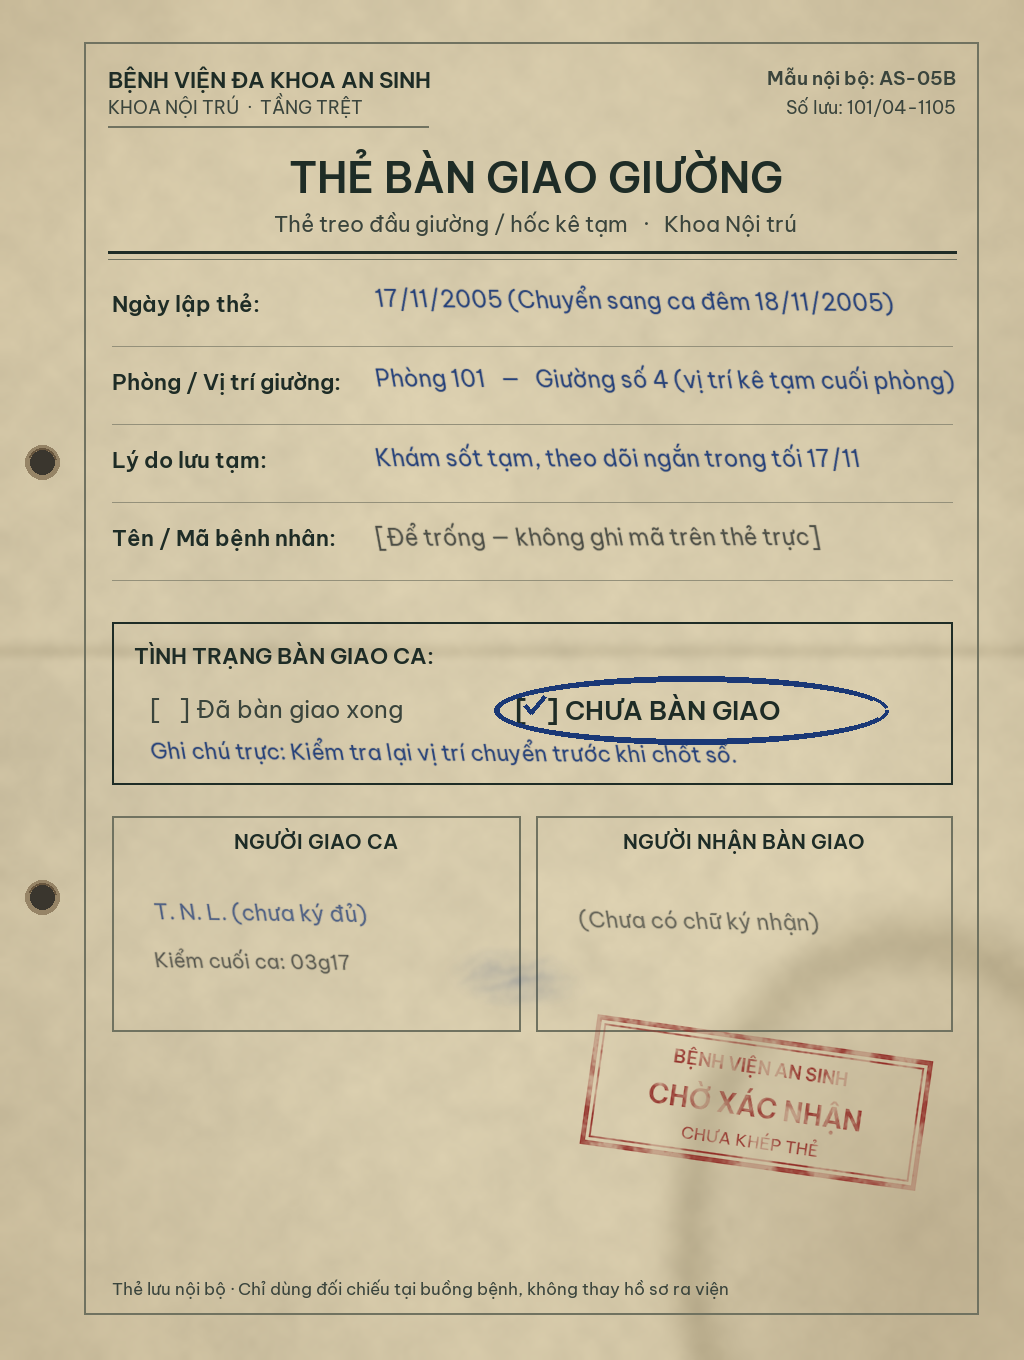 BỆNH VIỆN ĐA KHOA AN SINH
KHOA NỘI TRÚ · TẦNG TRỆT
Mẫu nội bộ: AS-05B
Số lưu: 101/04-1105
THẺ BÀN GIAO GIƯỜNG
Thẻ treo đầu giường / hốc kê tạm · Khoa Nội trú
Ngày lập thẻ: 17/11/2005 (Chuyển sang ca đêm 18/11/2005)
Phòng / Vị trí giường: Phòng 101 — Giường số 4 (vị trí kê tạm cuối phòng)
Lý do lưu tạm: Khám sốt tạm, theo dõi ngắn trong tối 17/11
Tên / Mã bệnh nhân: [Để trống — không ghi mã trên thẻ trực]
TÌNH TRẠNG BÀN GIAO CA:
[ ] Đã bàn giao xong [✓] CHƯA BÀN GIAO
Ghi chú trực: Kiểm tra lại vị trí chuyển trước khi chốt sổ.
NGƯỜI GIAO CA
T. N. L. (chưa ký đủ)
Kiểm cuối ca: 03g17
NGƯỜI NHẬN BÀN GIAO
(Chưa có chữ ký nhận)
BỆNH VIỆN AN SINH
CHỜ XÁC NHẬN
CHƯA KHÉP THẺ
Thẻ lưu nội bộ · Chỉ dùng đối chiếu tại buồng bệnh, không thay hồ sơ ra viện